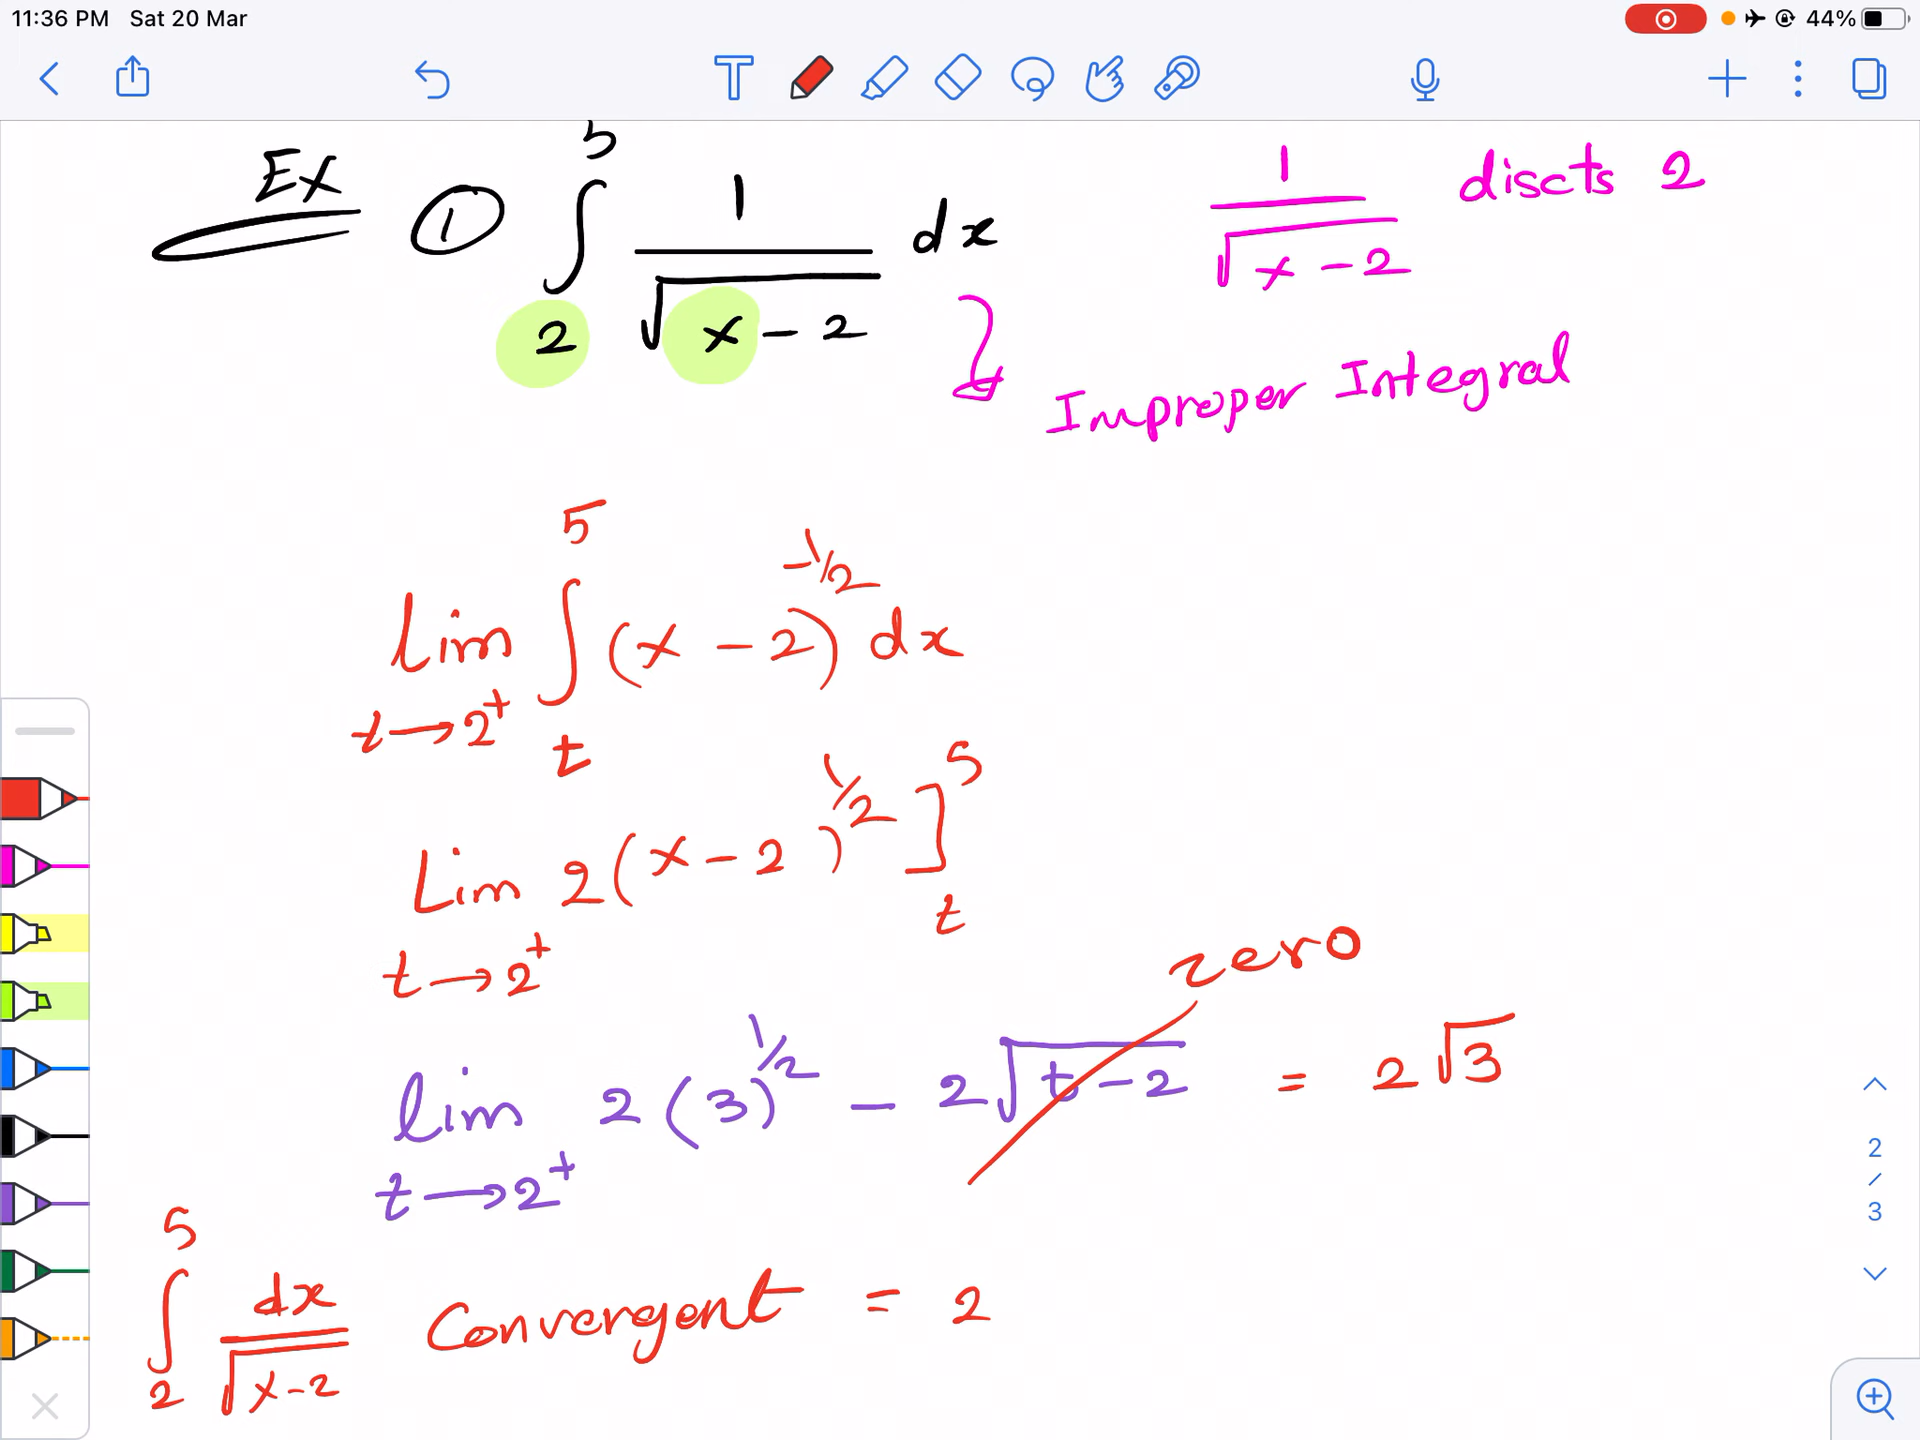 11:36 PM Sat 20 Mar 44%
Ex ① ∫₂⁵ 1/√(x-2) dx
1/√(x-2) discts 2
Improper Integral
lim t→2⁺ ∫ₜ⁵ (x-2)^(-1/2) dx
Lim t→2⁺ 2(x-2)^(1/2) ]ₜ⁵
zero
lim t→2⁺ 2(3)^(1/2) - 2√(t-2) = 2√3
∫₂⁵ dx/√(x-2) Convergent = 2
2/3